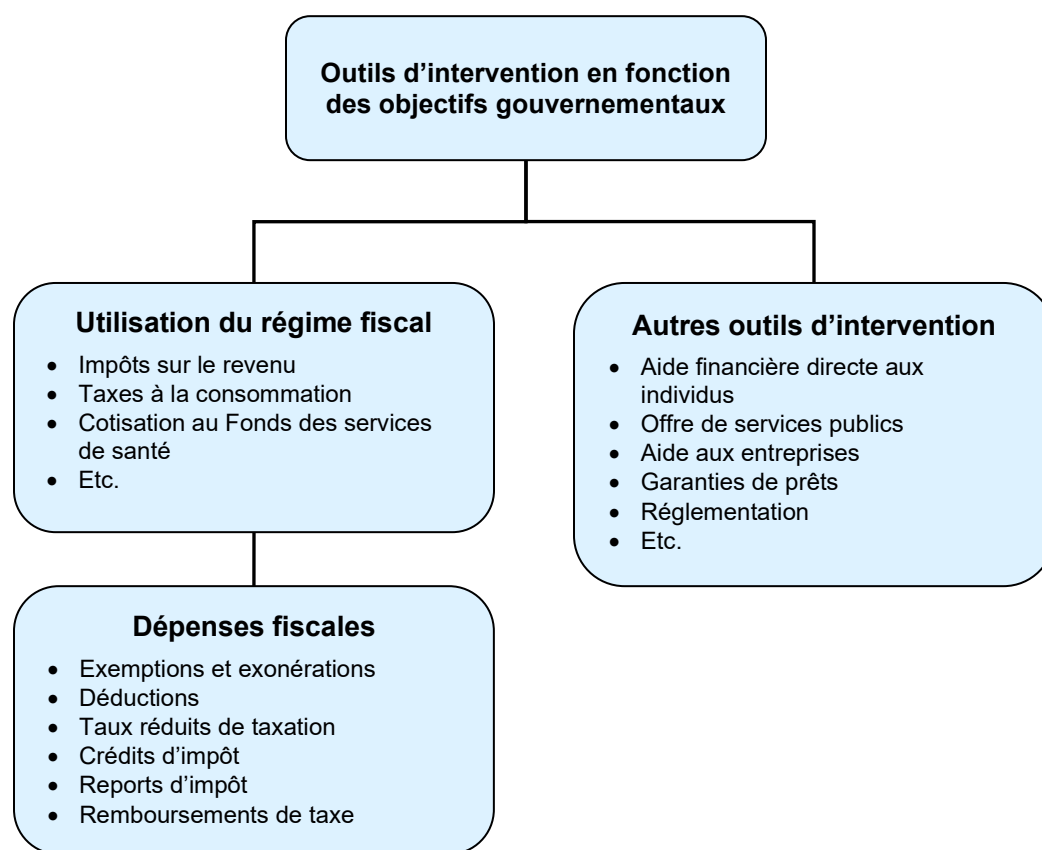 Outils d’intervention en fonction
des objectifs gouvernementaux
Utilisation du régime fiscal
• Impôts sur le revenu
• Taxes à la consommation
• Cotisation au Fonds des services
de santé
• Etc.
Autres outils d’intervention
• Aide financière directe aux
individus
• Offre de services publics
• Aide aux entreprises
• Garanties de prêts
• Réglementation
• Etc.
Dépenses fiscales
• Exemptions et exonérations
• Déductions
• Taux réduits de taxation
• Crédits d’impôt
• Reports d’impôt
• Remboursements de taxe